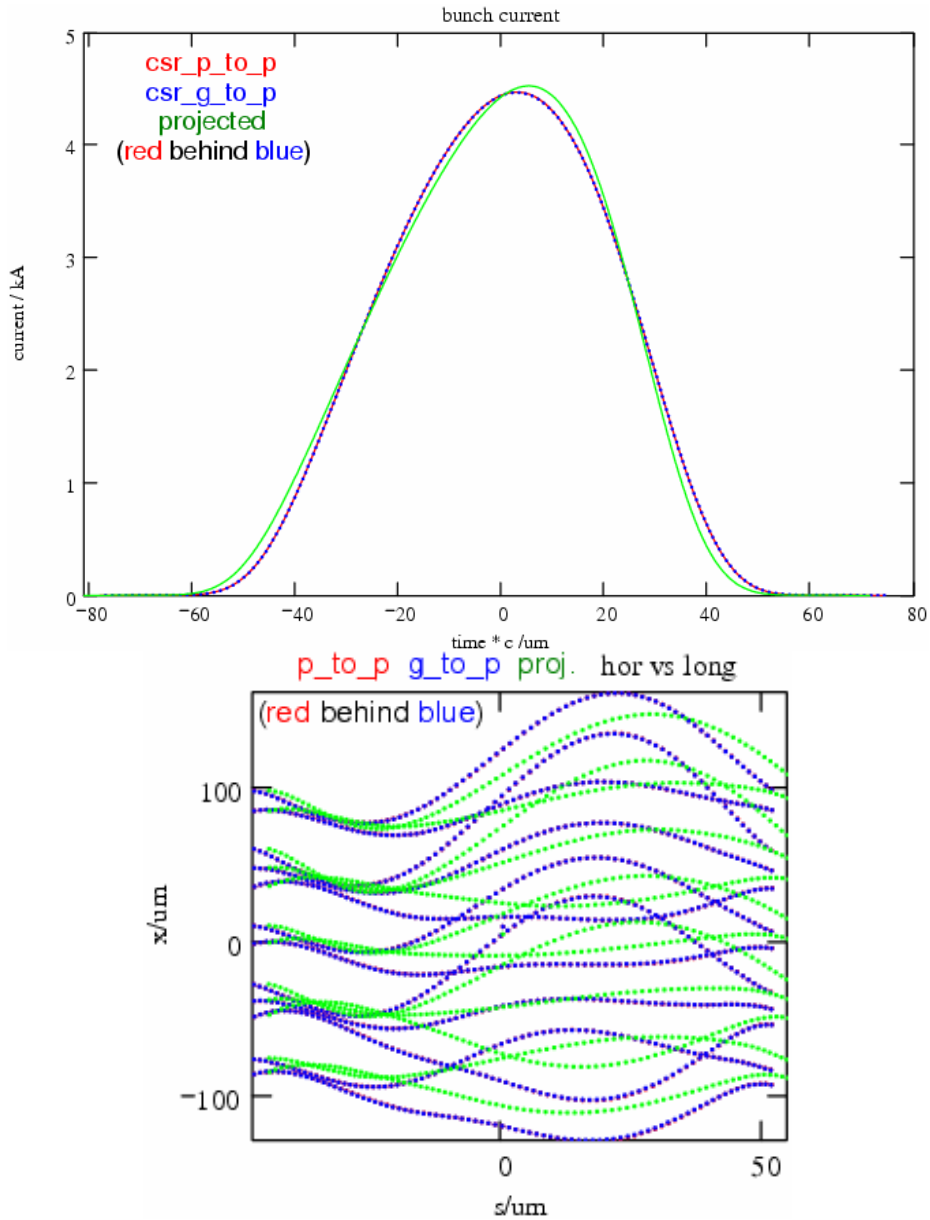 bunch current
5
4
3
2
1
0
current / kA
csr_p_to_p
csr_g_to_p
projected
(red behind blue)
−80 −60 −40 −20 0 20 40 60 80
time * c /um
p_to_p g_to_p proj. hor vs long
(red behind blue)
100
0
−100
x/um
0 50
s/um